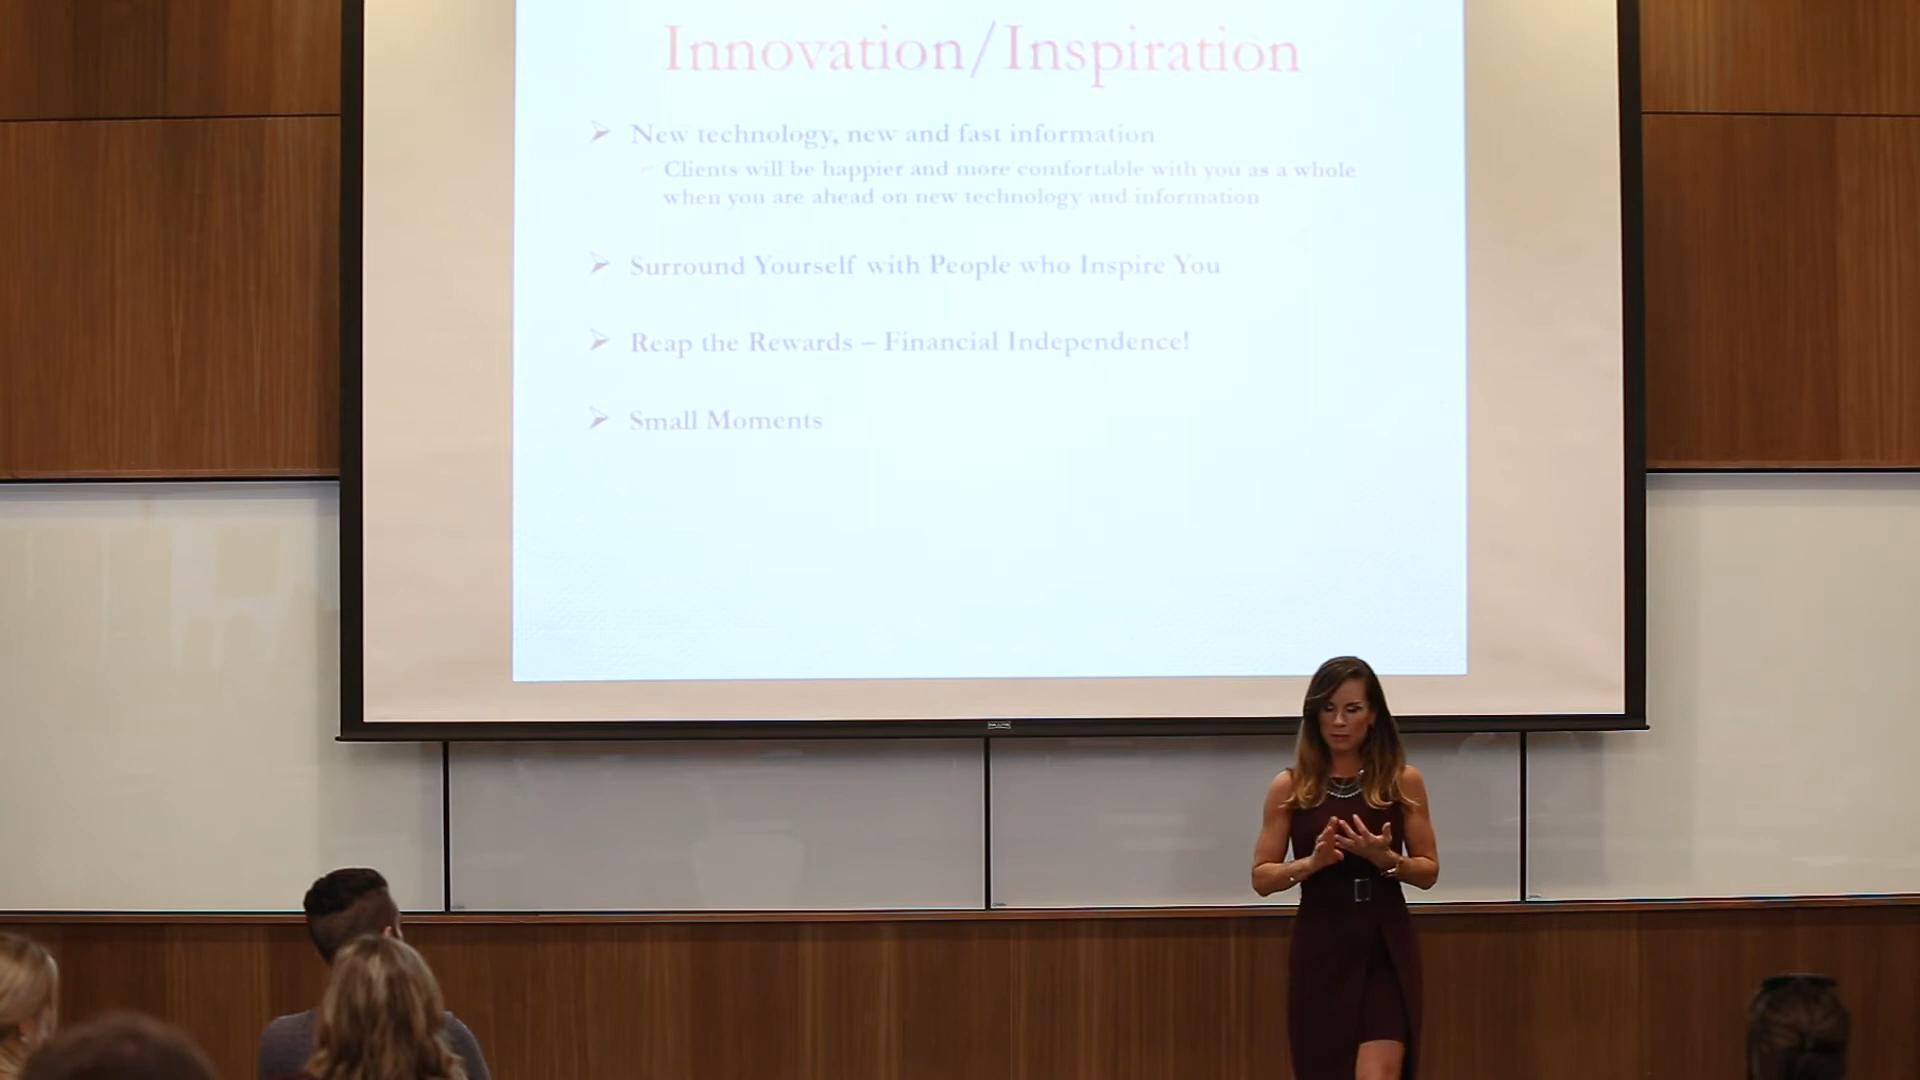 Innovation/Inspiration
➢ New technology, new and fast information
– Clients will be happier and more comfortable with you as a whole
when you are ahead on new technology and information
➢ Surround Yourself with People who Inspire You
➢ Reap the Rewards – Financial Independence!
➢ Small Moments